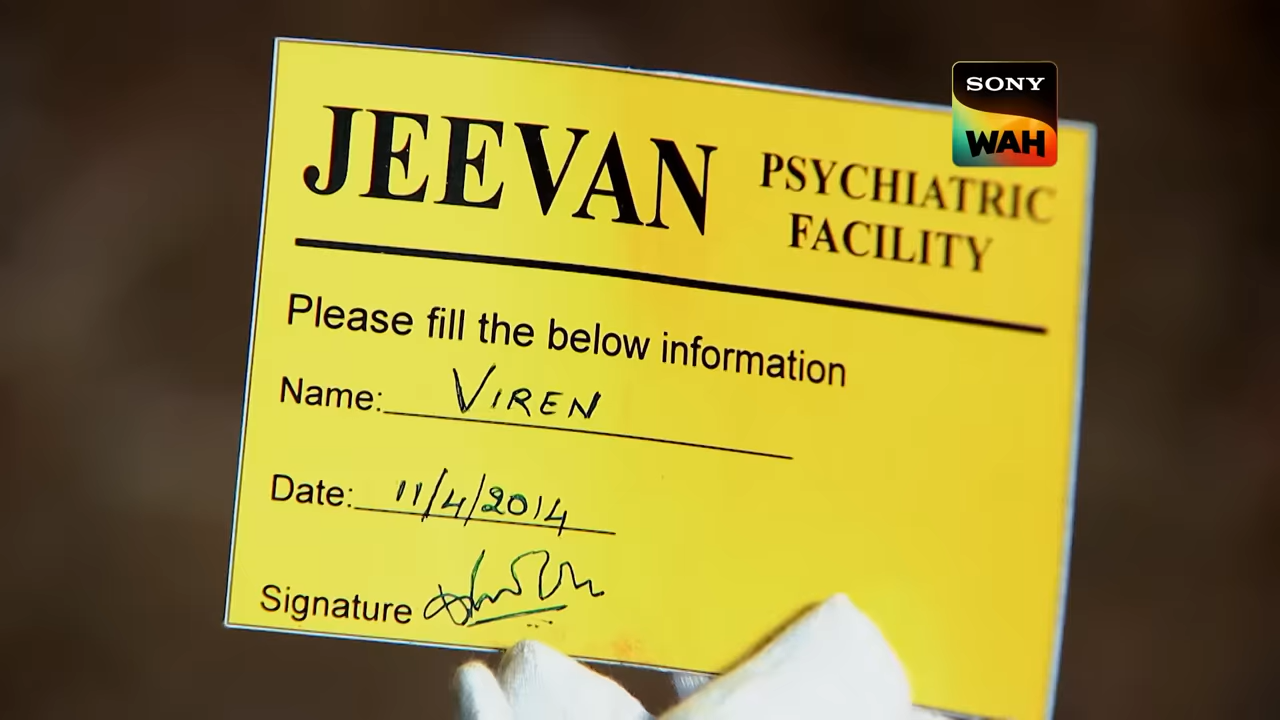 SONY
WAH
JEEVAN
PSYCHIATRIC
FACILITY
Please fill the below information
Name: VIREN
Date: 11/4/2014
Signature